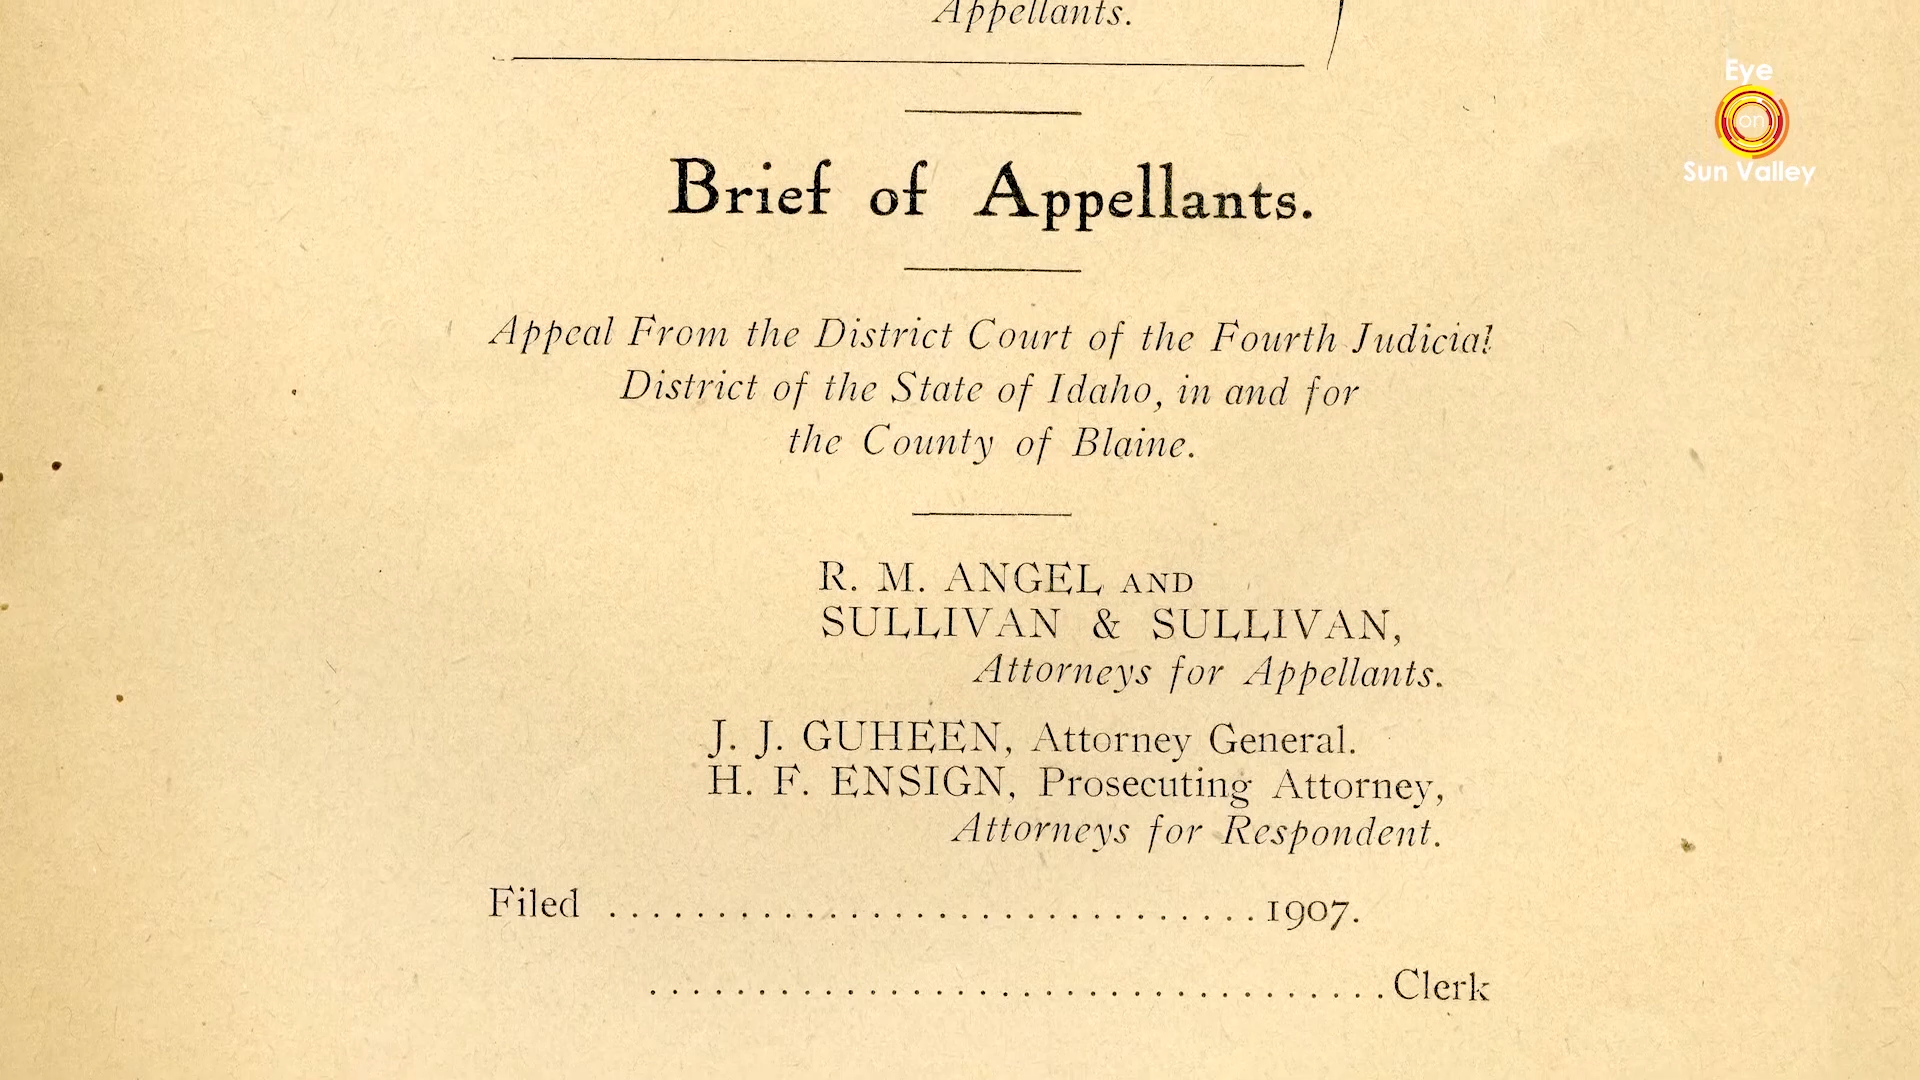 Appellants.
Eye
on
Sun Valley
Brief of Appellants.
Appeal From the District Court of the Fourth Judicial
District of the State of Idaho, in and for
the County of Blaine.
R. M. ANGEL AND
SULLIVAN & SULLIVAN,
Attorneys for Appellants.
J. J. GUHEEN, Attorney General.
H. F. ENSIGN, Prosecuting Attorney,
Attorneys for Respondent.
Filed ..............................1907.
...................................Clerk